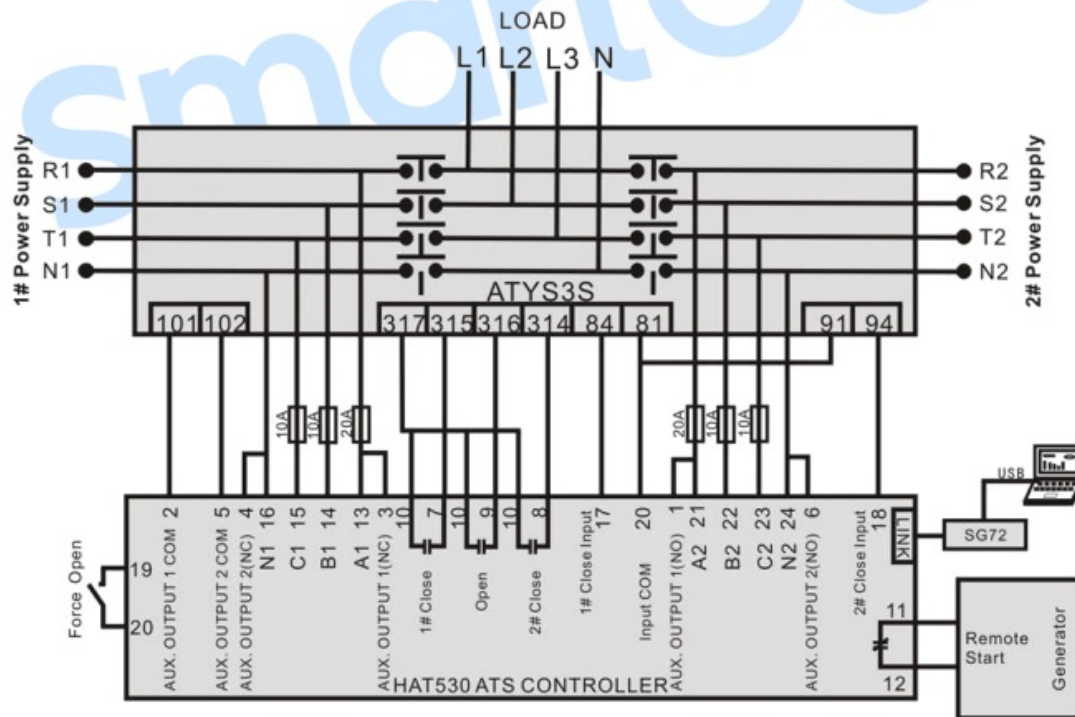 LOAD
L1 L2 L3 N
1# Power Supply
R1
S1
T1
N1
R2
S2
T2
N2
2# Power Supply
ATYS3S
101 102 317 315 316 314 84 81 91 94
10A 10A 20A 20A 10A 10A
USB
SG72
LINK
2 5 4 16 15 14 13 3 10 7 10 9 10 8 17 20 1 21 22 23 24 6 18
AUX. OUTPUT 1 COM
AUX. OUTPUT 2 COM
AUX. OUTPUT 2(NC)
N1
C1
B1
A1
AUX. OUTPUT 1(NC)
1# Close
Open
2# Close
1# Close Input
Input COM
AUX. OUTPUT 1(NO)
A2
B2
C2
N2
AUX. OUTPUT 2(NO)
2# Close Input
Force Open
19
20
11
12
Remote
Start
Generator
HAT530 ATS CONTROLLER